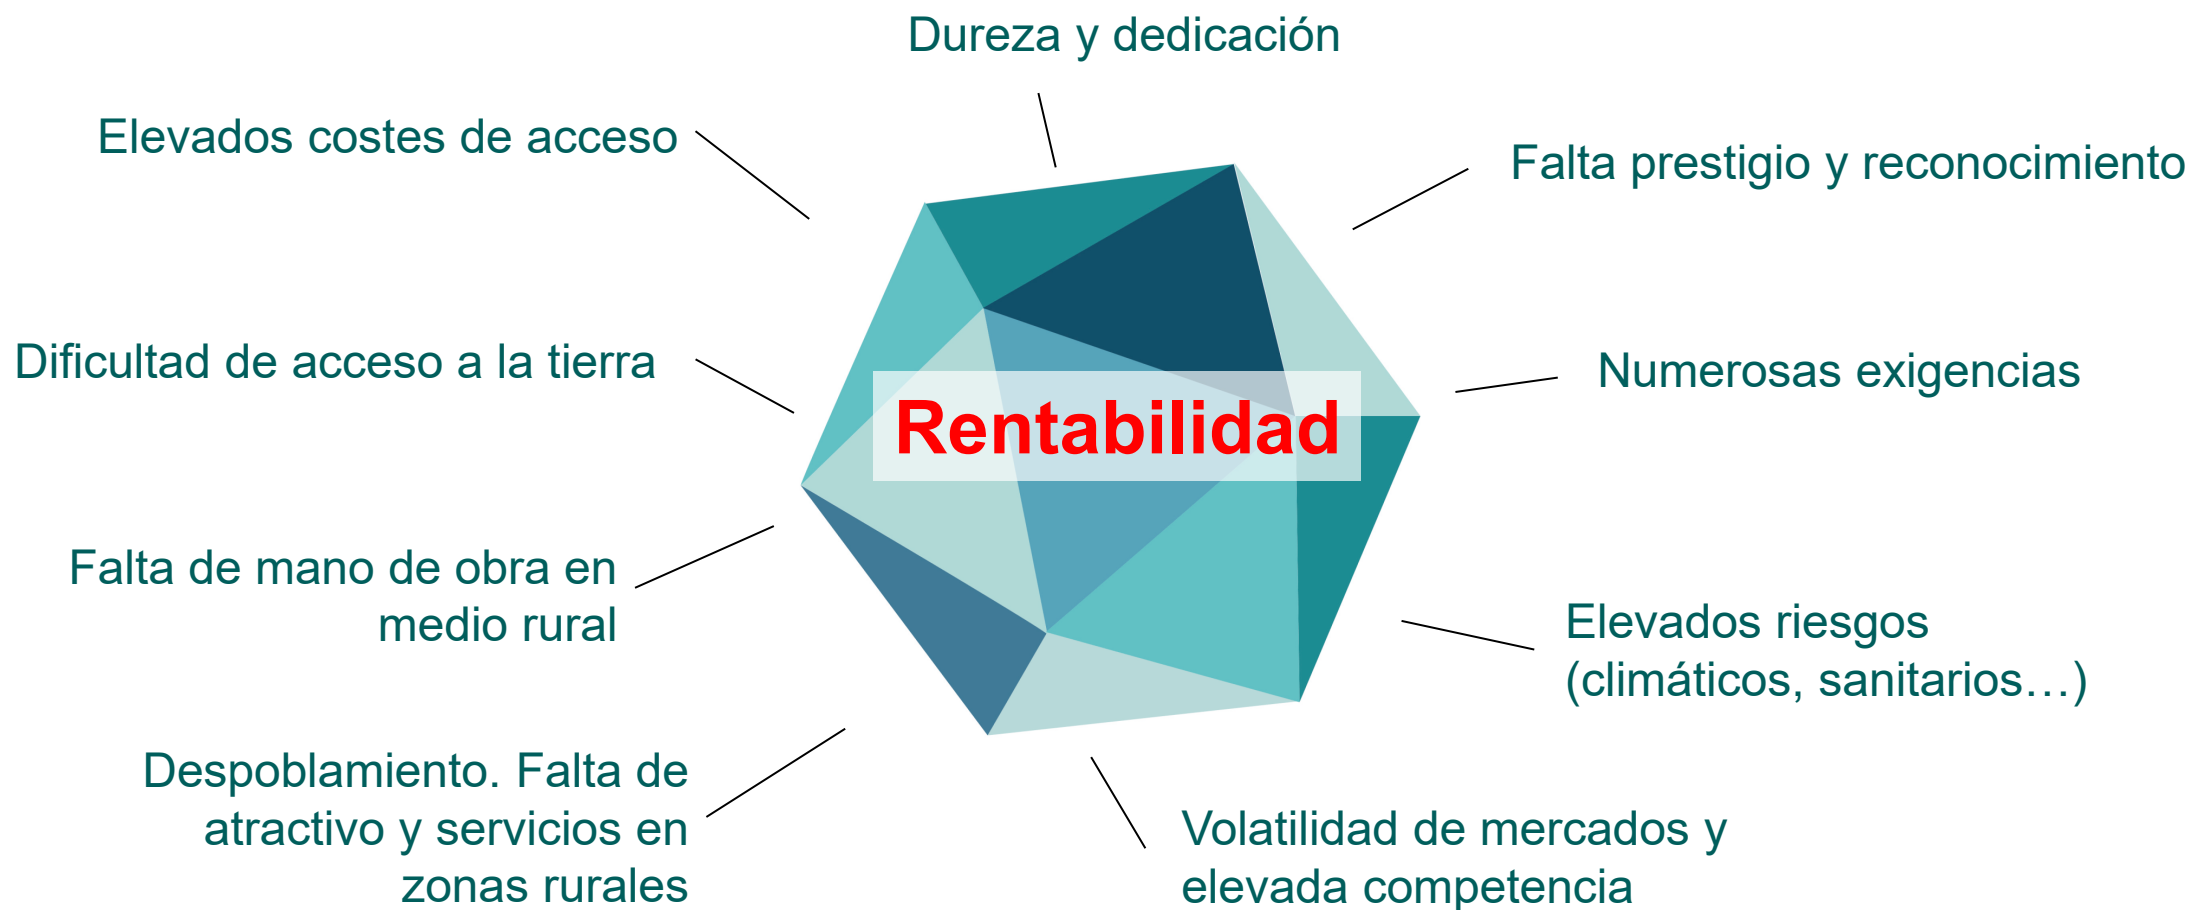 Dureza y dedicación
Elevados costes de acceso
Falta prestigio y reconocimiento
Dificultad de acceso a la tierra
Numerosas exigencias
Rentabilidad
Falta de mano de obra en
medio rural
Elevados riesgos
(climáticos, sanitarios…)
Despoblamiento. Falta de
atractivo y servicios en
zonas rurales
Volatilidad de mercados y
elevada competencia